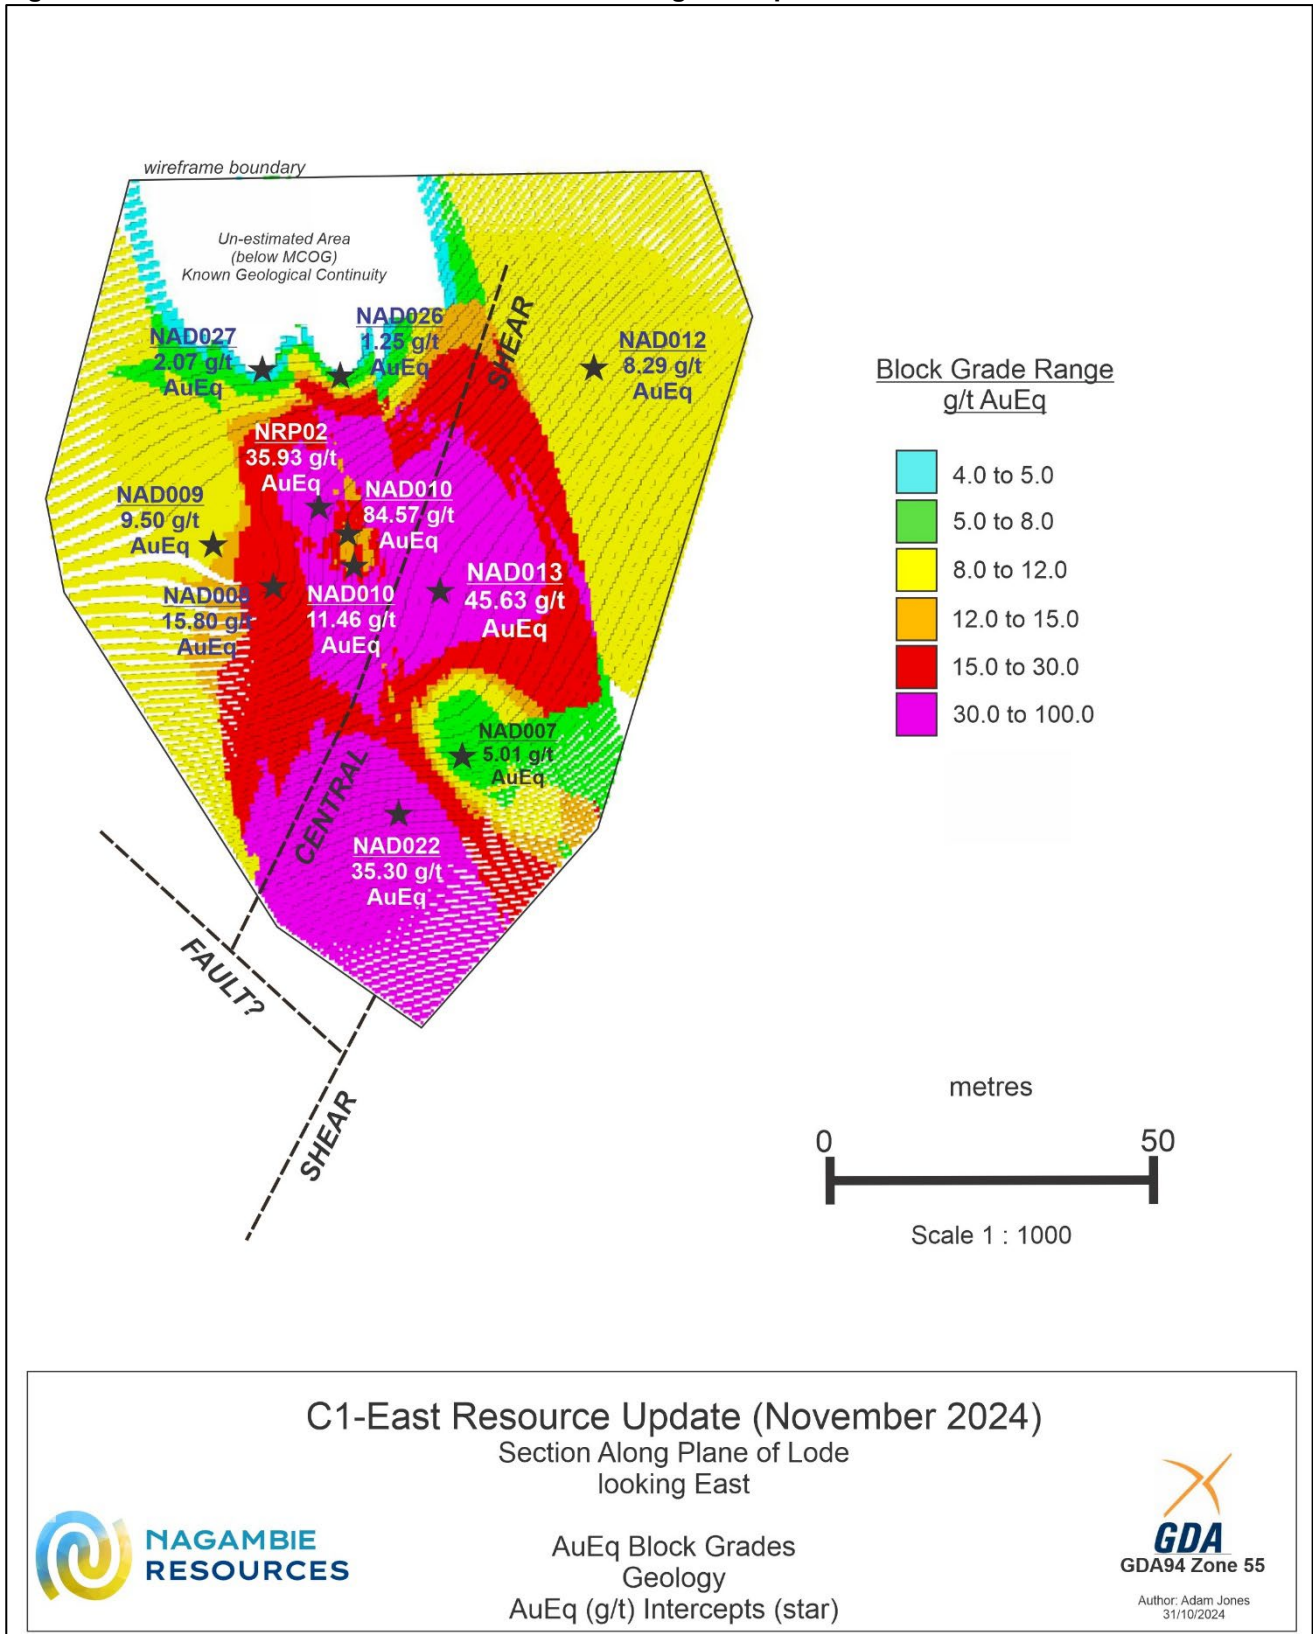 wireframe boundary
Un-estimated Area
(below MCOG)
Known Geological Continuity
NAD027
2.07 g/t
AuEq
NAD026
1.25 g/t
AuEq
SHEAR
NAD012
8.29 g/t
AuEq
NRP02
35.93 g/t
AuEq
NAD009
9.50 g/t
AuEq
NAD010
84.57 g/t
AuEq
NAD008
15.80 g/t
AuEq
NAD010
11.46 g/t
AuEq
NAD013
45.63 g/t
AuEq
NAD007
5.01 g/t
AuEq
CENTRAL
NAD022
35.30 g/t
AuEq
FAULT?
SHEAR
Block Grade Range
g/t AuEq
4.0 to 5.0
5.0 to 8.0
8.0 to 12.0
12.0 to 15.0
15.0 to 30.0
30.0 to 100.0
metres
0 50
Scale 1 : 1000
C1-East Resource Update (November 2024)
Section Along Plane of Lode
looking East
AuEq Block Grades
Geology
AuEq (g/t) Intercepts (star)
NAGAMBIE
RESOURCES
GDA
GDA94 Zone 55
Author: Adam Jones
31/10/2024